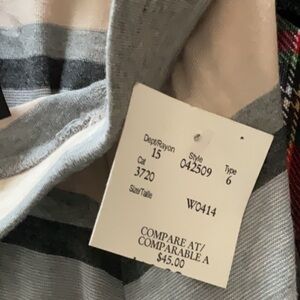 Dept/Rayon Style Type
15 042509 6
Cat
3720
Size/Taille W0414
COMPARE AT/
COMPARABLE A
$45.00